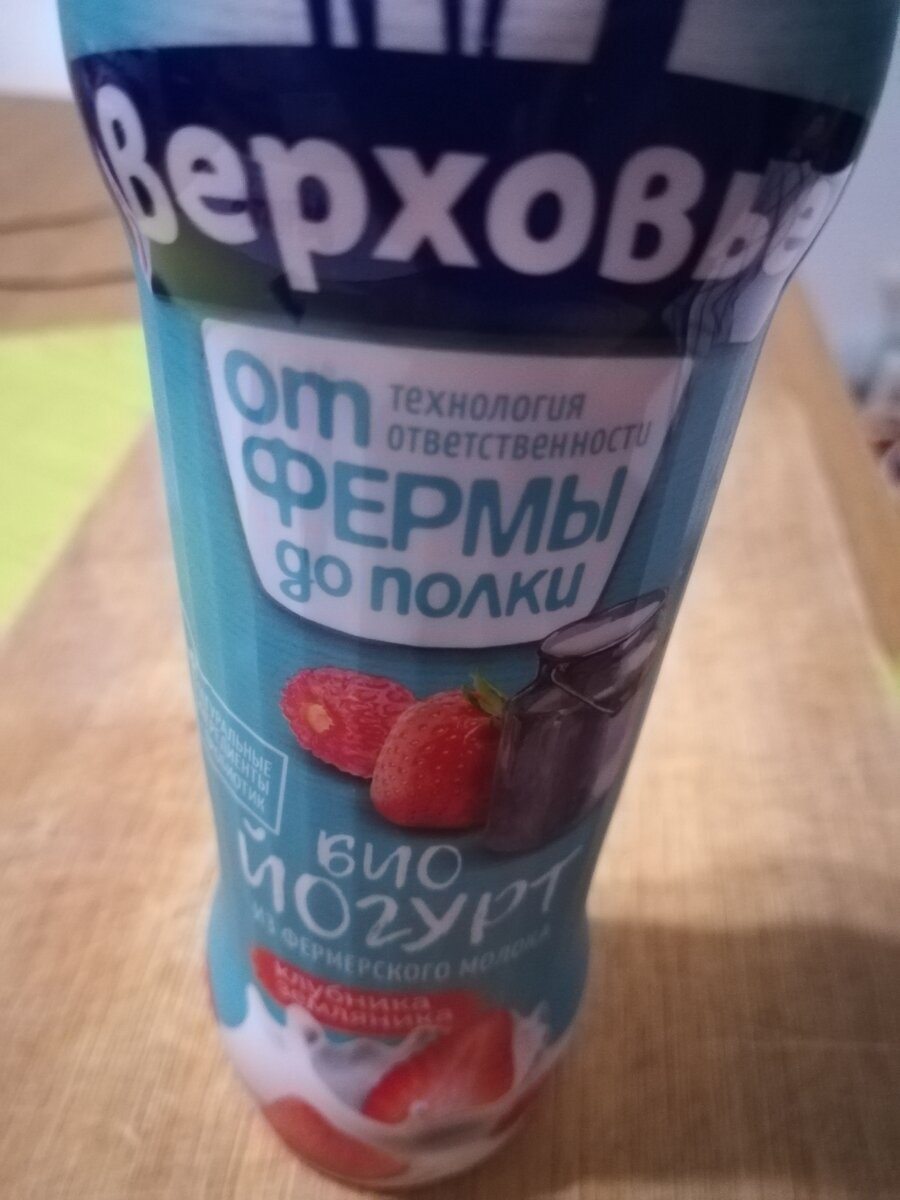 Верховье
от
технология
ответственности
ФЕРМЫ
до полки
био
йогурт
из фермерского молока
клубника
земляника